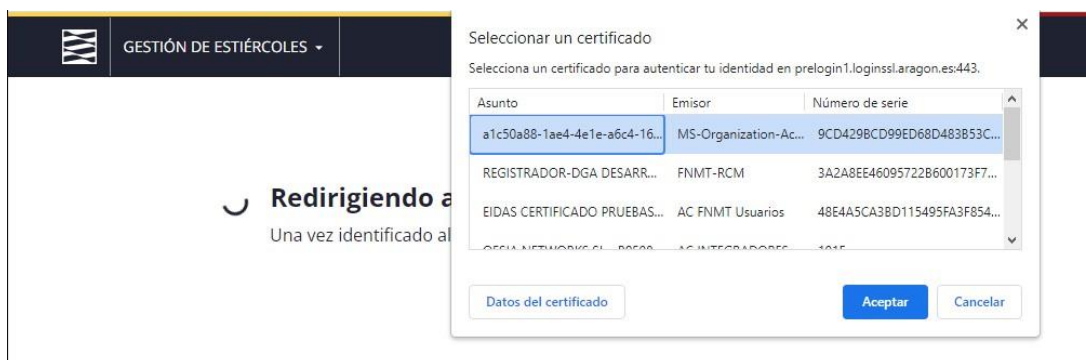 GESTIÓN DE ESTIÉRCOLES
Seleccionar un certificado
Selecciona un certificado para autenticar tu identidad en prelogin1.loginssl.aragon.es:443.
Asunto Emisor Número de serie
a1c50a88-1ae4-4e1e-a6c4-16... MS-Organization-Ac... 9CD429BCD99ED68D483B53C...
REGISTRADOR-DGA DESARR... FNMT-RCM 3A2A8EE46095722B600173F7...
EIDAS CERTIFICADO PRUEBAS... AC FNMT Usuarios 48E4A5CA3BD115495FA3F854...
Redirigiendo a
Una vez identificado al
Datos del certificado Aceptar Cancelar